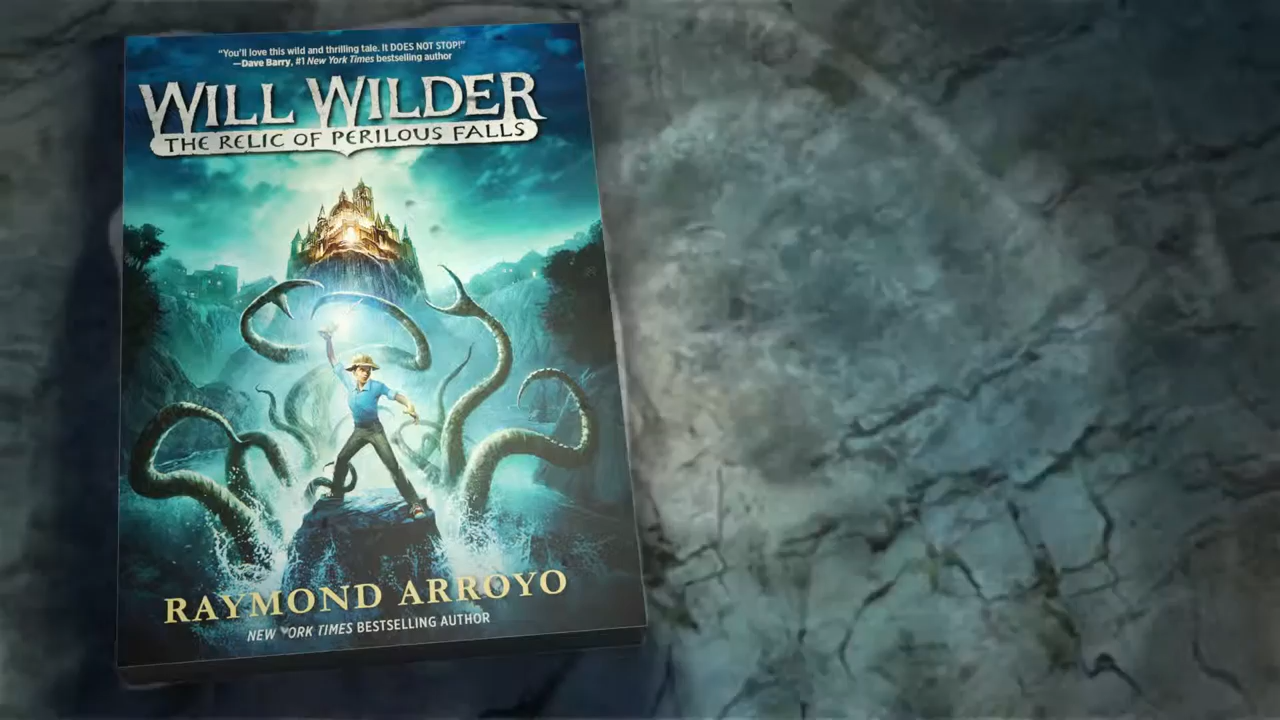 “You'll love this wild and thrilling tale. It DOES NOT STOP!”
—Dave Barry, #1 New York Times bestselling author
WILL WILDER
THE RELIC OF PERILOUS FALLS
RAYMOND ARROYO
NEW YORK TIMES BESTSELLING AUTHOR